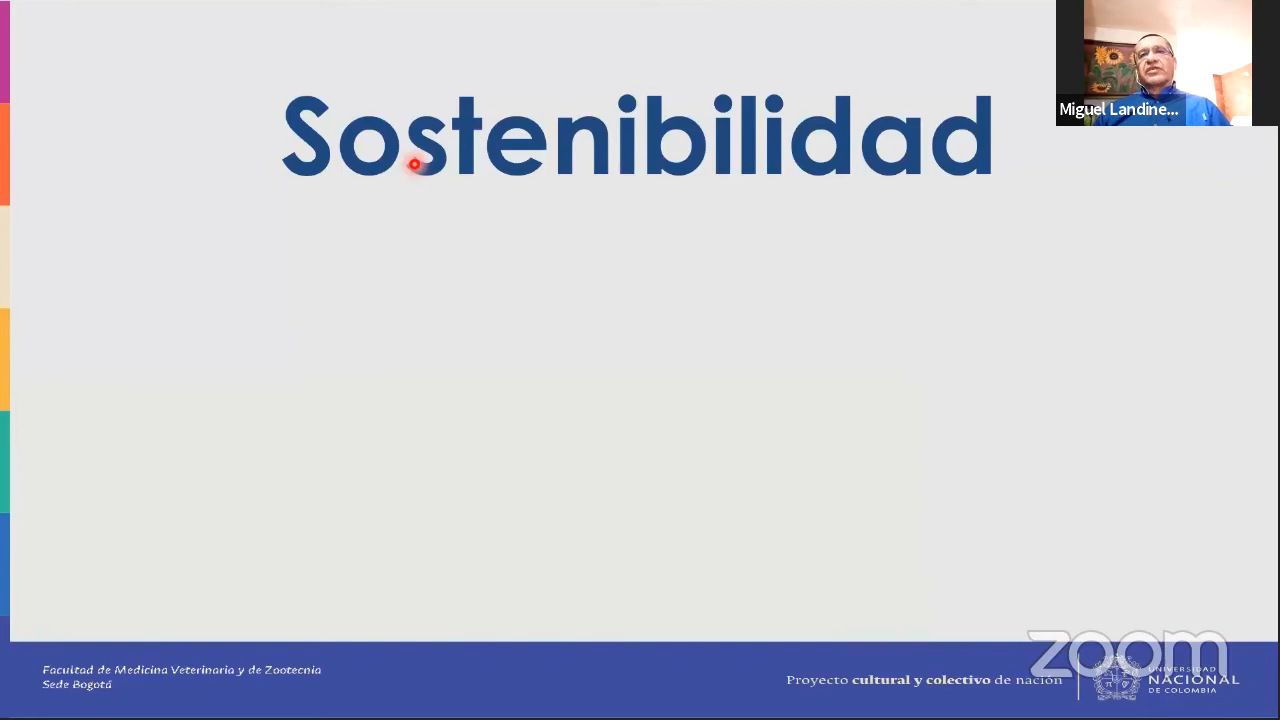 Sostenibilidad
Miguel Landine...
Facultad de Medicina Veterinaria y de Zootecnia
Sede Bogotá
Proyecto cultural y colectivo de nación
zoom
UNIVERSIDAD
NACIONAL
DE COLOMBIA